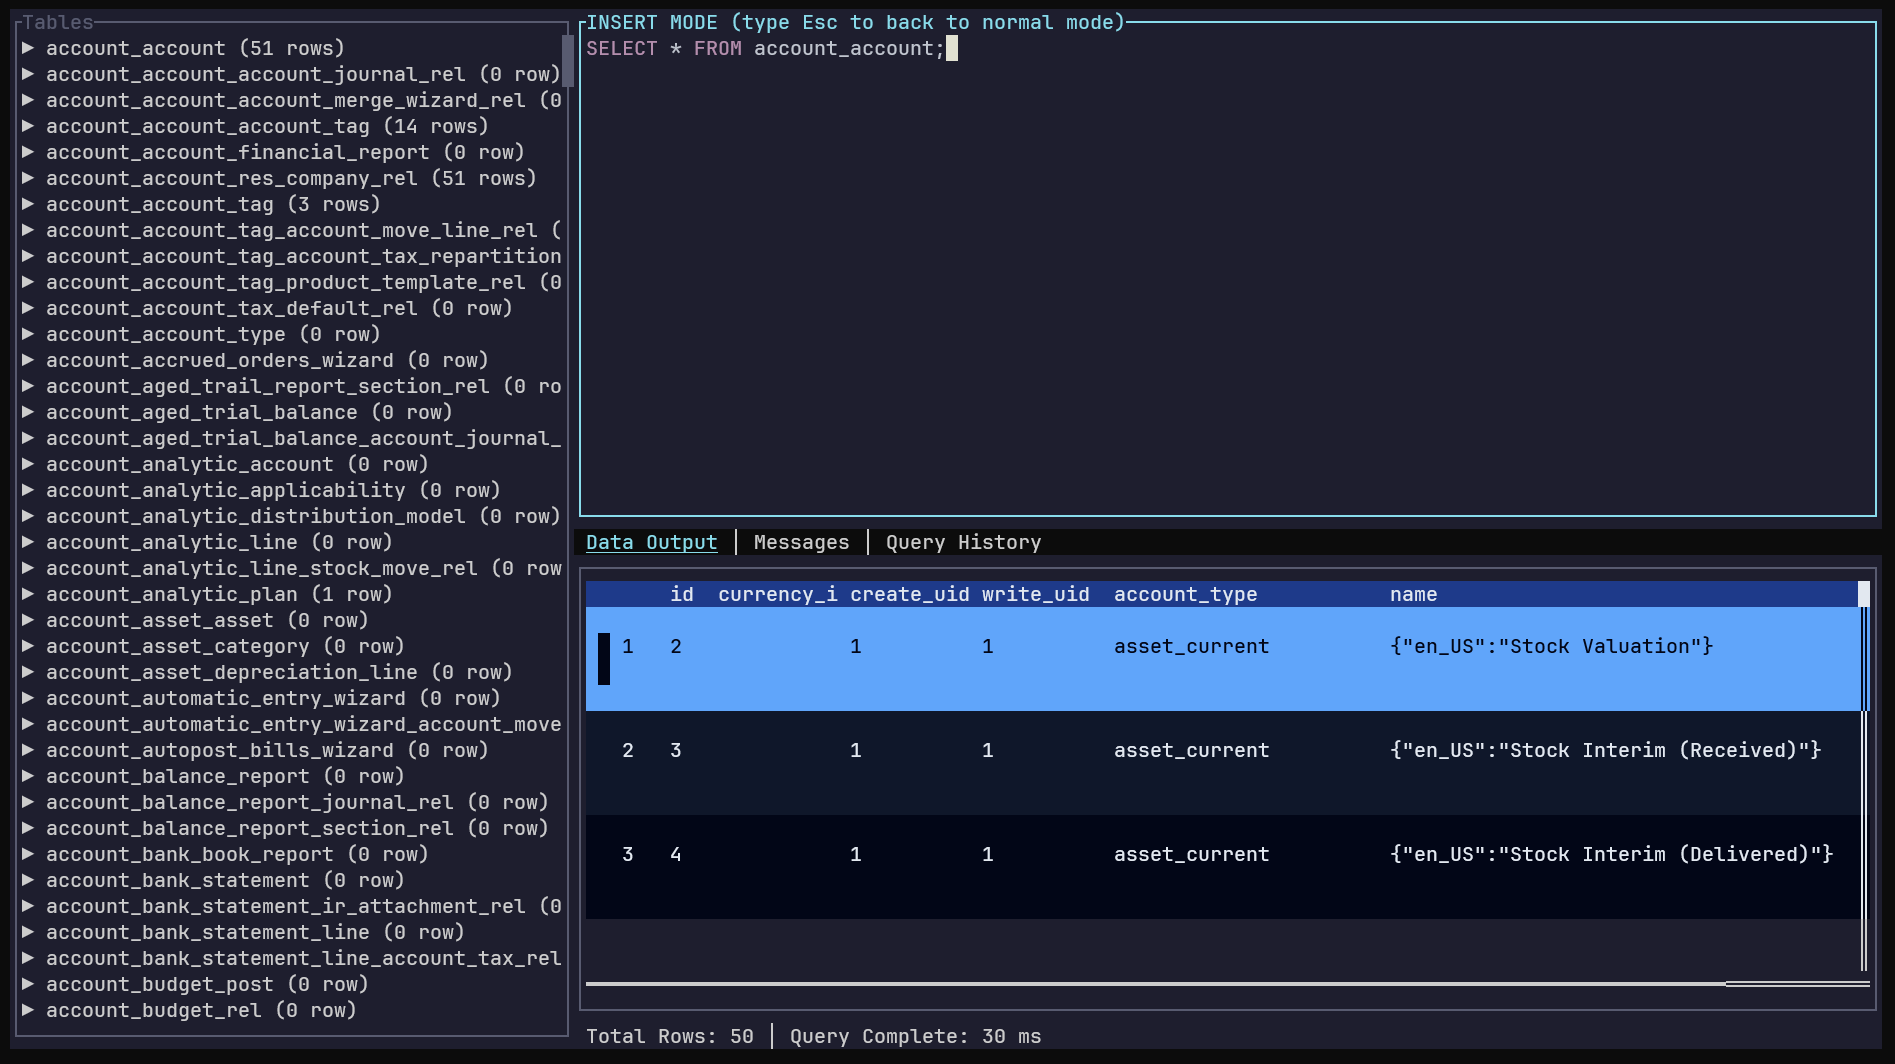 Tables
▶ account_account (51 rows)
▶ account_account_account_journal_rel (0 row)
▶ account_account_account_merge_wizard_rel (0
▶ account_account_account_tag (14 rows)
▶ account_account_financial_report (0 row)
▶ account_account_res_company_rel (51 rows)
▶ account_account_tag (3 rows)
▶ account_account_tag_account_move_line_rel (
▶ account_account_tag_account_tax_repartition
▶ account_account_tag_product_template_rel (0
▶ account_account_tax_default_rel (0 row)
▶ account_account_type (0 row)
▶ account_accrued_orders_wizard (0 row)
▶ account_aged_trail_report_section_rel (0 ro
▶ account_aged_trial_balance (0 row)
▶ account_aged_trial_balance_account_journal_
▶ account_analytic_account (0 row)
▶ account_analytic_applicability (0 row)
▶ account_analytic_distribution_model (0 row)
▶ account_analytic_line (0 row)
▶ account_analytic_line_stock_move_rel (0 row
▶ account_analytic_plan (1 row)
▶ account_asset_asset (0 row)
▶ account_asset_category (0 row)
▶ account_asset_depreciation_line (0 row)
▶ account_automatic_entry_wizard (0 row)
▶ account_automatic_entry_wizard_account_move
▶ account_autopost_bills_wizard (0 row)
▶ account_balance_report (0 row)
▶ account_balance_report_journal_rel (0 row)
▶ account_balance_report_section_rel (0 row)
▶ account_bank_book_report (0 row)
▶ account_bank_statement (0 row)
▶ account_bank_statement_ir_attachment_rel (0
▶ account_bank_statement_line (0 row)
▶ account_bank_statement_line_account_tax_rel
▶ account_budget_post (0 row)
▶ account_budget_rel (0 row)
INSERT MODE (type Esc to back to normal mode)
SELECT * FROM account_account;
Data Output │ Messages │ Query History
id currency_i create_uid write_uid account_type name
1 2 1 1 asset_current {"en_US":"Stock Valuation"}
2 3 1 1 asset_current {"en_US":"Stock Interim (Received)"}
3 4 1 1 asset_current {"en_US":"Stock Interim (Delivered)"}
Total Rows: 50 │ Query Complete: 30 ms